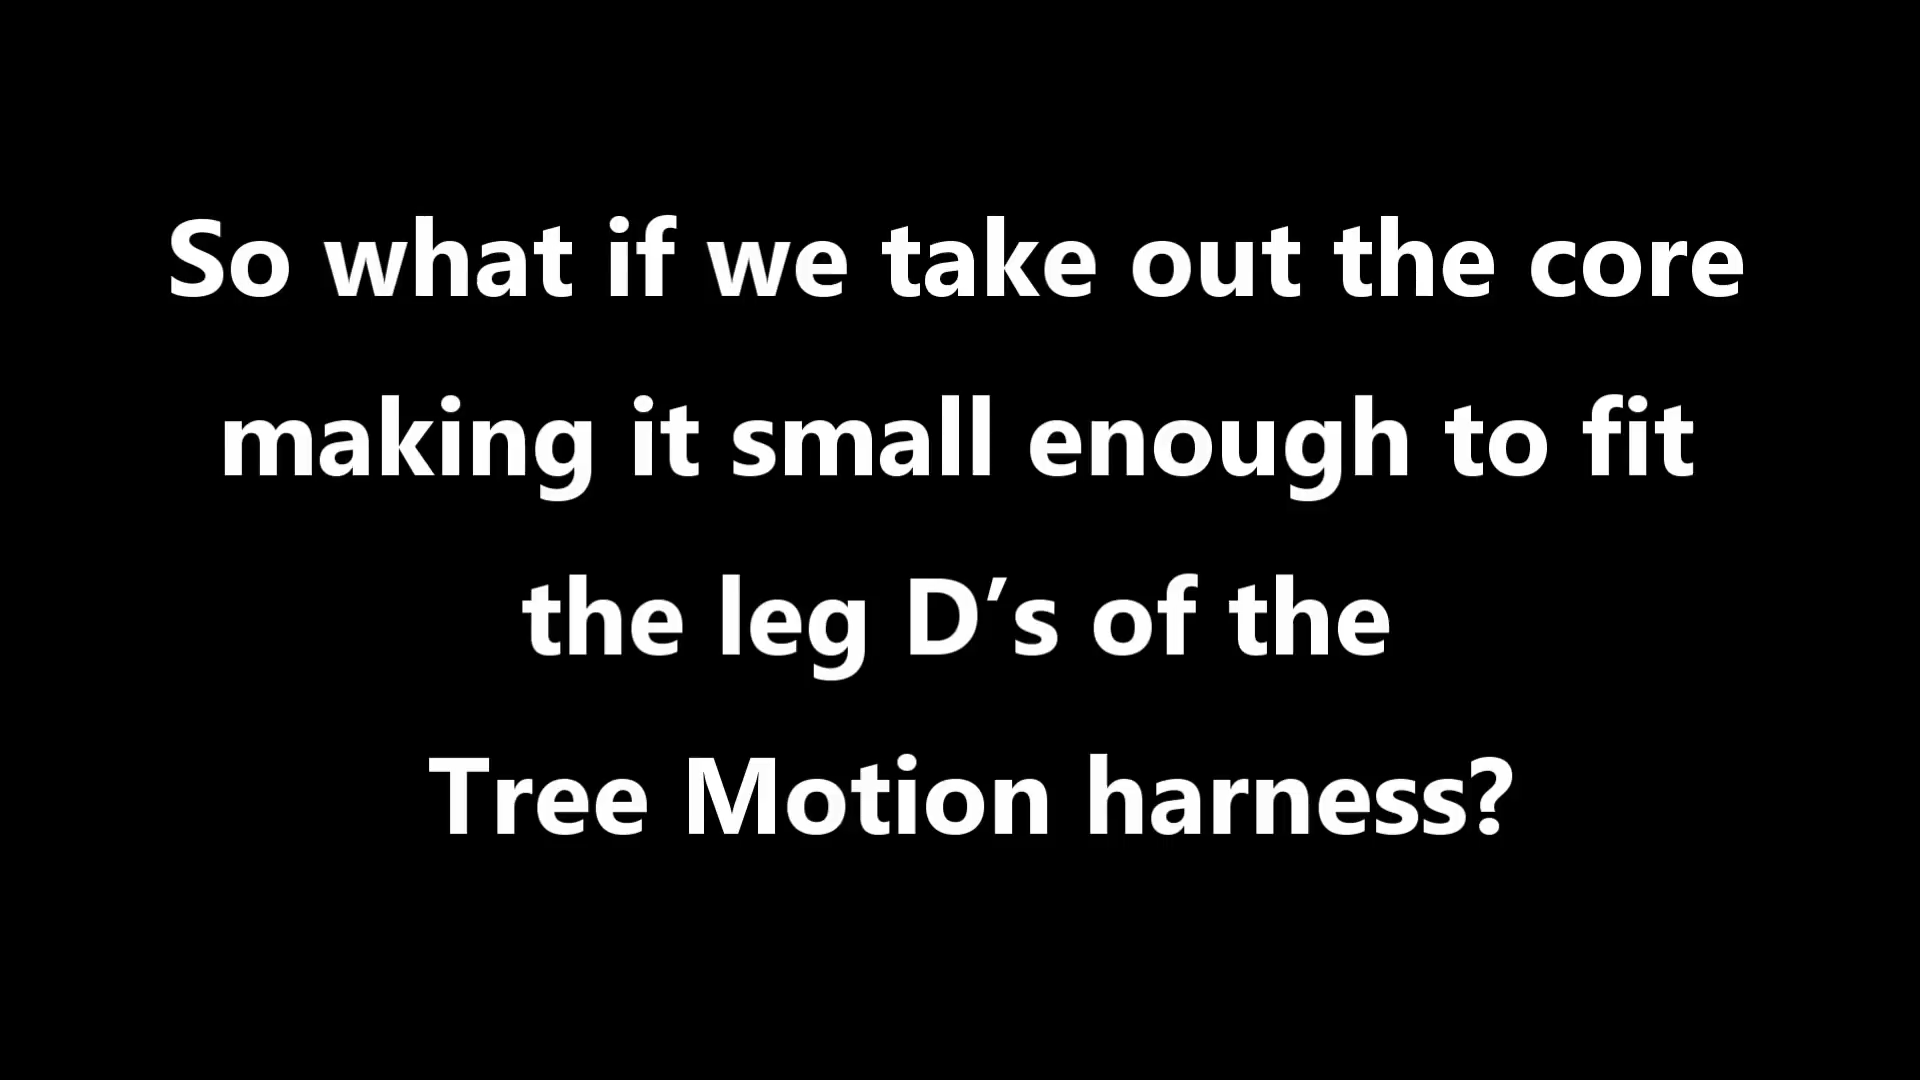 So what if we take out the core
making it small enough to fit
the leg D’s of the
Tree Motion harness?